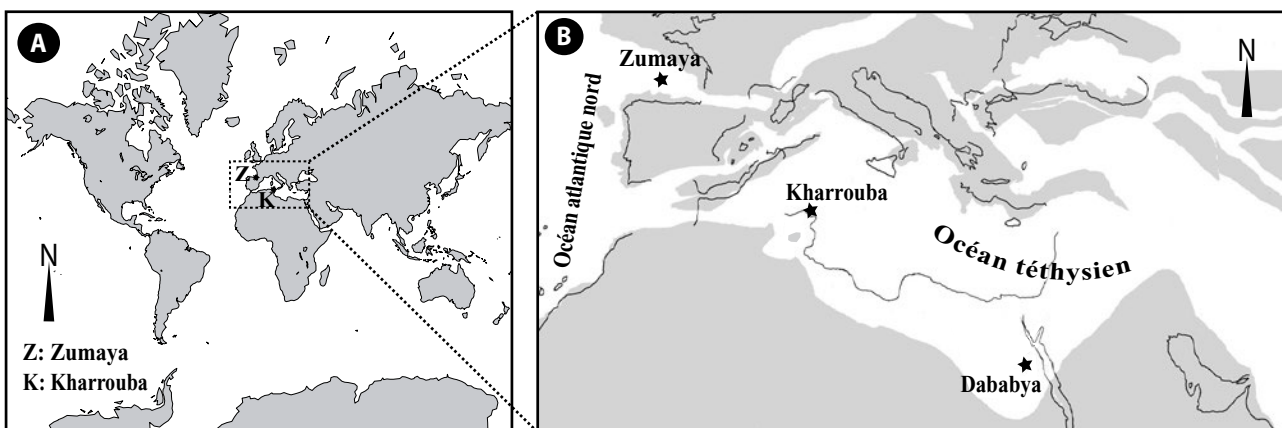 A
Z
K
N
Z: Zumaya
K: Kharrouba
B
Zumaya
N
Océan atlantique nord
Kharrouba
Océan téthysien
Dababya